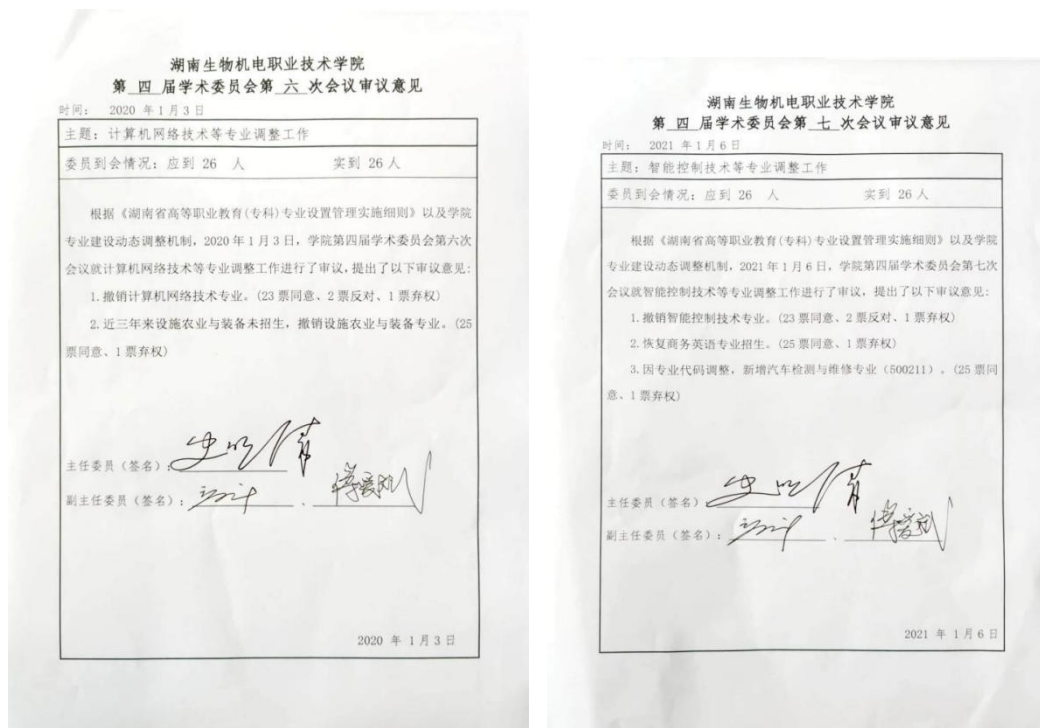 湖南生物机电职业技术学院
第 四 届学术委员会第 六 次会议审议意见
时间： 2020 年 1 月 3 日
主题：计算机网络技术等专业调整工作
委员到会情况：应到 26 人 实到 26 人
根据《湖南省高等职业教育(专科)专业设置管理实施细则》以及学院
专业建设动态调整机制，2020 年 1 月 3 日，学院第四届学术委员会第六次
会议就计算机网络技术等专业调整工作进行了审议，提出了以下审议意见：
1.撤销计算机网络技术专业。(23 票同意、2 票反对、1 票弃权)
2.近三年来设施农业与装备未招生，撤销设施农业与装备专业。(25
票同意、1 票弃权)
主任委员（签名）：
副主任委员（签名）：
2020 年 1 月 3 日
湖南生物机电职业技术学院
第 四 届学术委员会第 七 次会议审议意见
时间： 2021 年 1 月 6 日
主题：智能控制技术等专业调整工作
委员到会情况：应到 26 人 实到 26 人
根据《湖南省高等职业教育(专科)专业设置管理实施细则》以及学院
专业建设动态调整机制，2021 年 1 月 6 日，学院第四届学术委员会第七次
会议就智能控制技术等专业调整工作进行了审议，提出了以下审议意见：
1.撤销智能控制技术专业。(23 票同意、2 票反对、1 票弃权)
2.恢复商务英语专业招生。(25 票同意、1 票弃权)
3.因专业代码调整，新增汽车检测与维修专业（500211）。(25 票同
意、1 票弃权)
主任委员（签名）
副主任委员（签名）：
2021 年 1 月 6 日